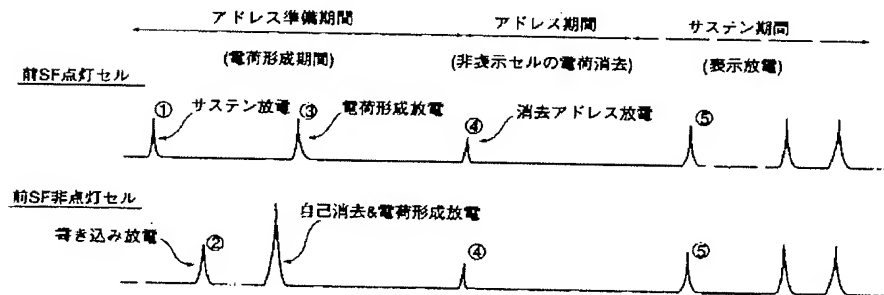 アドレス準備期間 アドレス期間 サステン期間
(電荷形成期間) (非表示セルの電荷消去) (表示放電)
前SF点灯セル
① サステン放電 ③ 電荷形成放電 ④ 消去アドレス放電 ⑤
前SF非点灯セル
書き込み放電 ② 自己消去&電荷形成放電 ④ ⑤